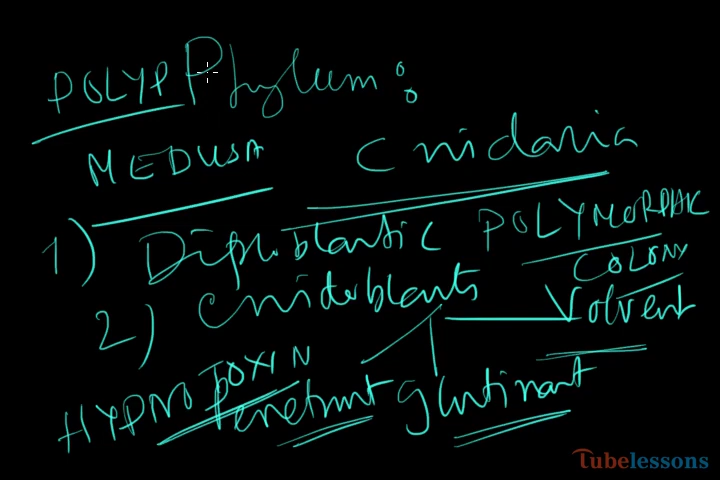 POLYP Phylum:
MEDUSA Cnidaria
1) Diploblastic POLYMORPHIC
COLONY
2) Cnidoblasts
Volvent
HYPNOTOXIN
Penetrant glutinant
Tubelessons